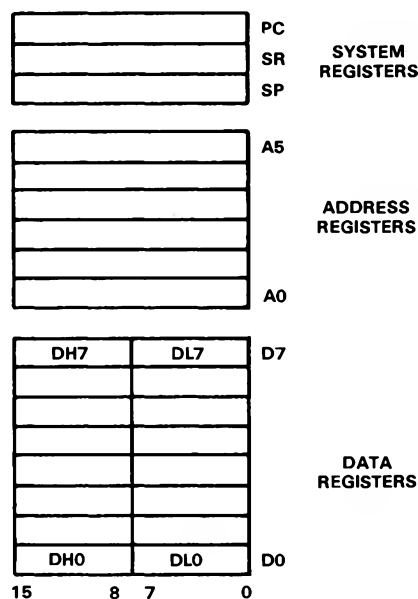 PC
SR
SP
SYSTEM
REGISTERS
A5
A0
ADDRESS
REGISTERS
DH7 DL7 D7
DH0 DL0 D0
DATA
REGISTERS
15 8 7 0